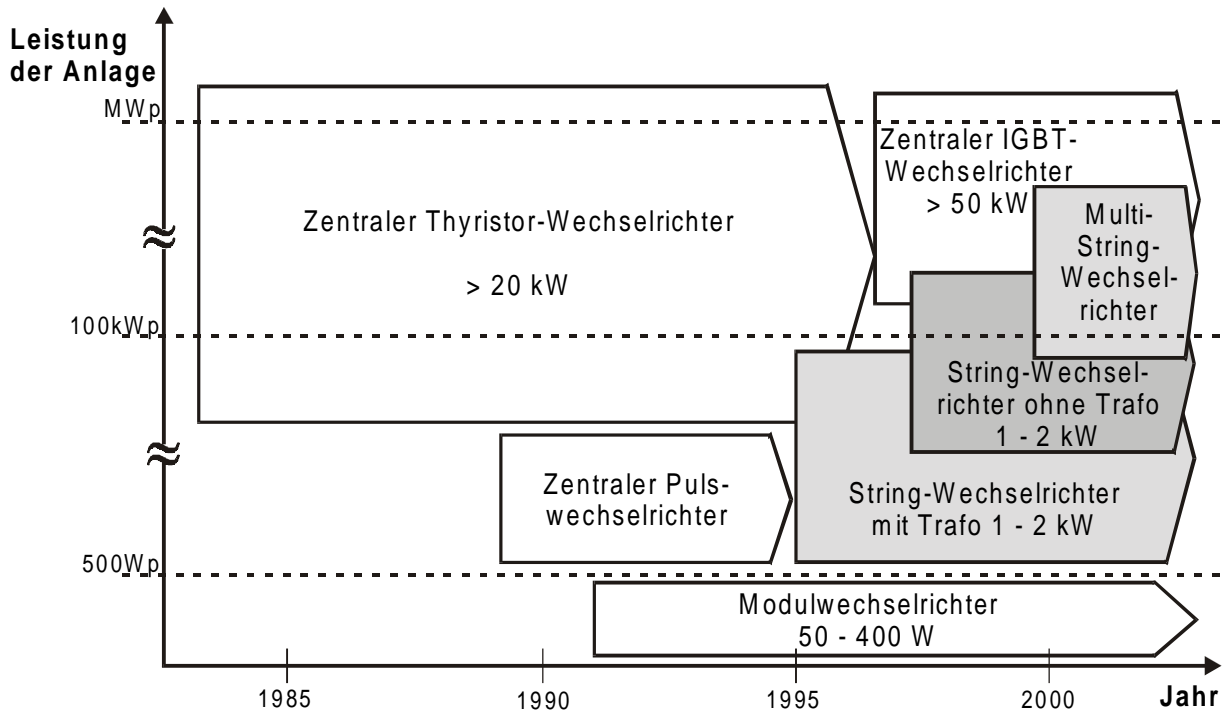 Leistung
der Anlage
MWp
100kWp
500Wp
Zentraler Thyristor-Wechselrichter
> 20 kW
Zentraler IGBT-
Wechselrichter
> 50 kW
Multi-
String-
Wechsel-
richter
String-Wechsel-
richter ohne Trafo
1 - 2 kW
Zentraler Puls-
wechselrichter
String-Wechselrichter
mit Trafo 1 - 2 kW
Modulwechselrichter
50 - 400 W
1985
1990
1995
2000
Jahr